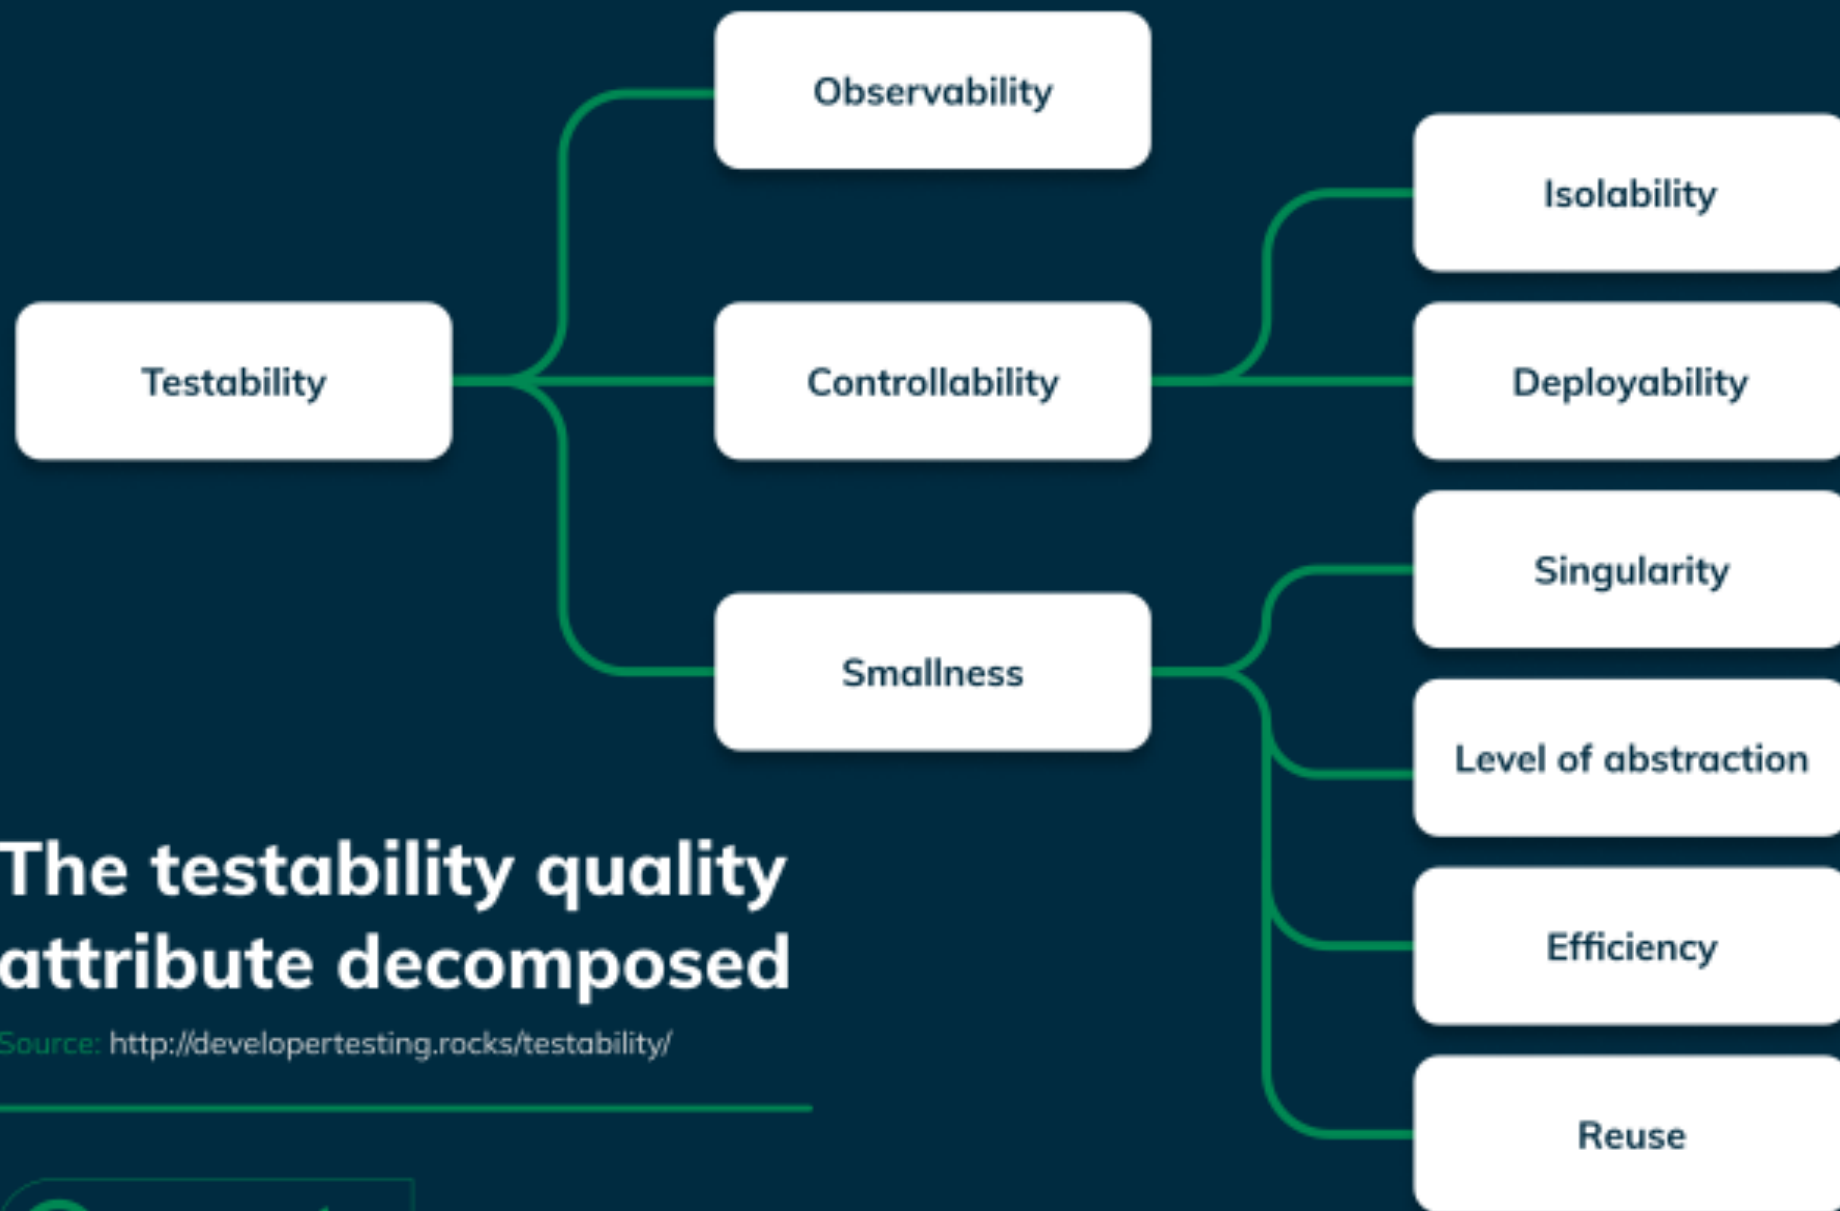 Observability
Isolability
Testability
Controllability
Deployability
Singularity
Smallness
Level of abstraction
The testability quality
attribute decomposed
Efficiency
Source: http://developertesting.rocks/testability/
Reuse